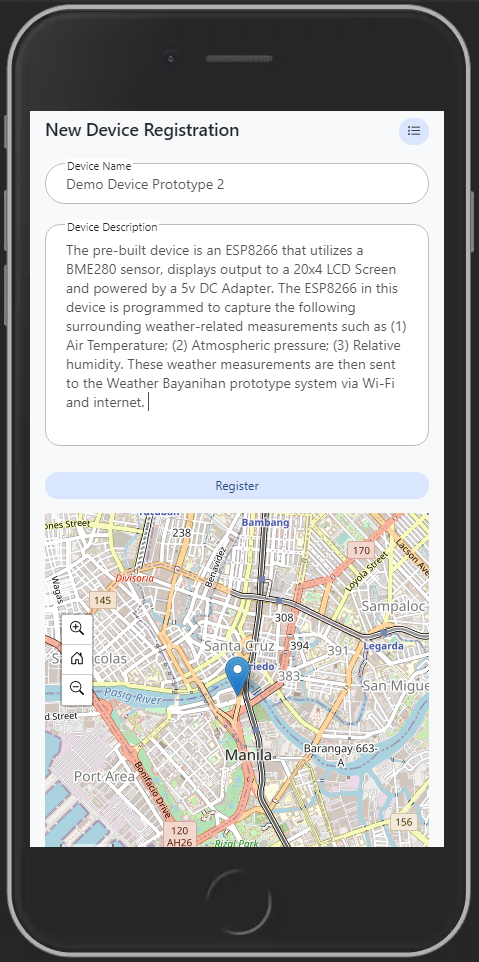 New Device Registration
Device Name
Demo Device Prototype 2
Device Description
The pre-built device is an ESP8266 that utilizes a
BME280 sensor, displays output to a 20x4 LCD Screen
and powered by a 5v DC Adapter. The ESP8266 in this
device is programmed to capture the following
surrounding weather-related measurements such as (1)
Air Temperature; (2) Atmospheric pressure; (3) Relative
humidity. These weather measurements are then sent
to the Weather Bayanihan prototype system via Wi-Fi
and internet.
Register
Bambang
ones Street
238
170
Benavidez
Lacson Ave
Divisoria
Loyola Street
Wagas
145
Sampaloc
308
Santa Cruz
394
391
Legarda
colas
riedo
383
San Migue
Pasig-River
d Street
Manila
Barangay 663-
A
Port Area
Bonifacio Drive
120
AH26
156
Rizal Park